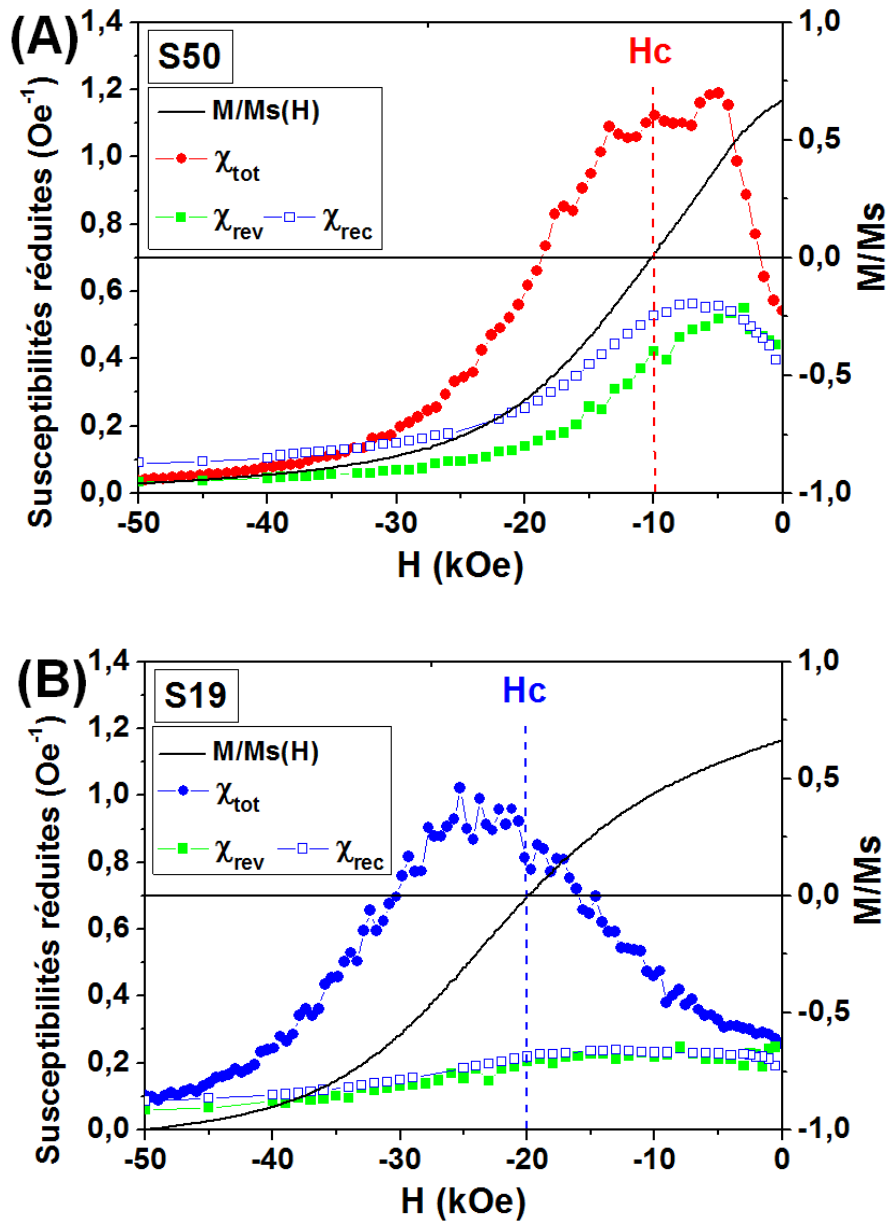 (A)
S50
Hc
M/Ms(H)
χtot
χrev χrec
Susceptibilités réduites (Oe-1)
1,4
1,2
1,0
0,8
0,6
0,4
0,2
0,0
M/Ms
1,0
0,5
0,0
-0,5
-1,0
-50 -40 -30 -20 -10 0
H (kOe)
(B)
S19
Hc
M/Ms(H)
χtot
χrev χrec
Susceptibilités réduites (Oe-1)
1,4
1,2
1,0
0,8
0,6
0,4
0,2
0,0
M/Ms
1,0
0,5
0,0
-0,5
-1,0
-50 -40 -30 -20 -10 0
H (kOe)